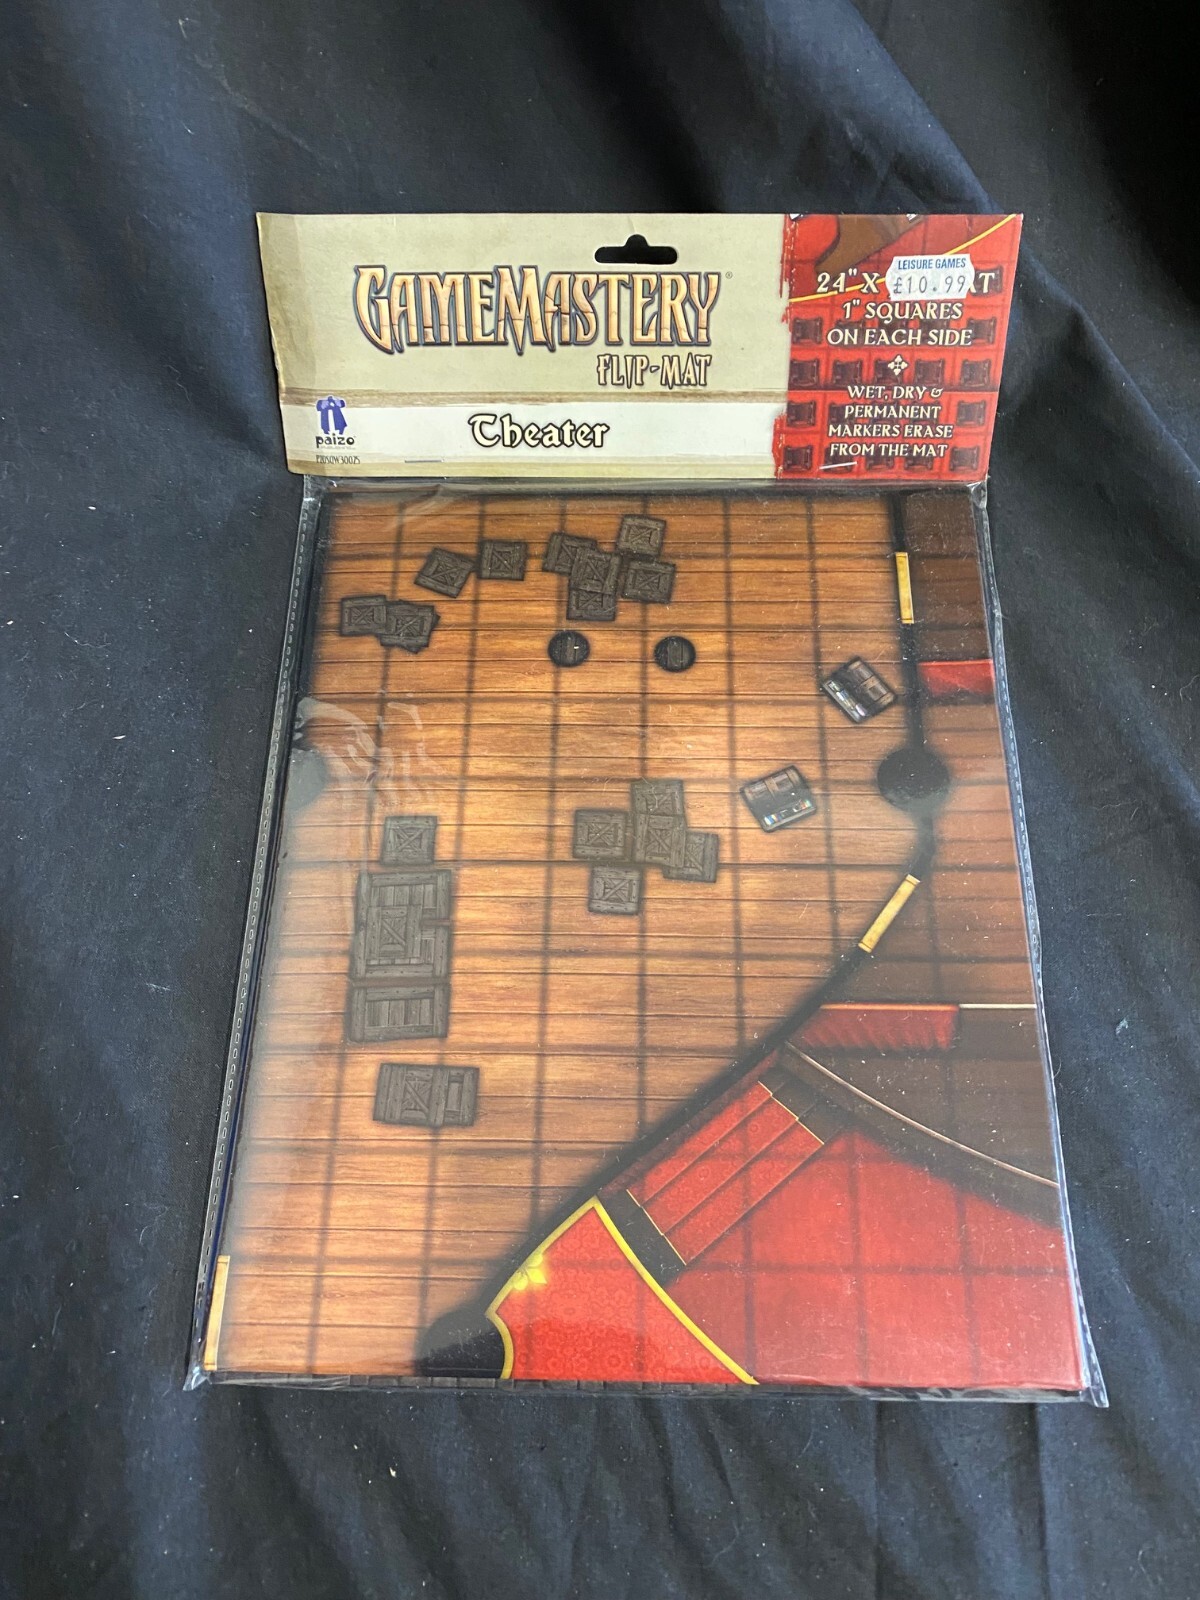 GAMEMASTERY®
FLIP-MAT
Theater
paizo
PZOSQW30025
LEISURE GAMES
£10.99
24" X
1" SQUARES
ON EACH SIDE
WET, DRY &
PERMANENT
MARKERS ERASE
FROM THE MAT